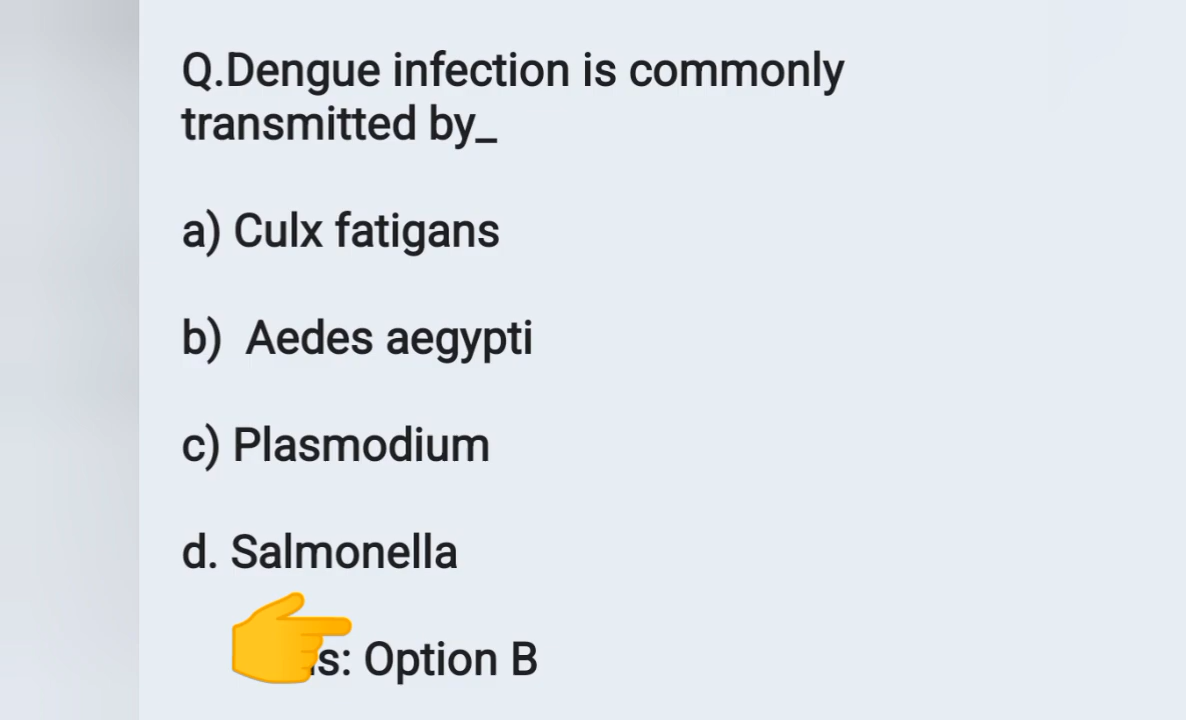 Q.Dengue infection is commonly
transmitted by_
a) Culx fatigans
b) Aedes aegypti
c) Plasmodium
d. Salmonella
Option B